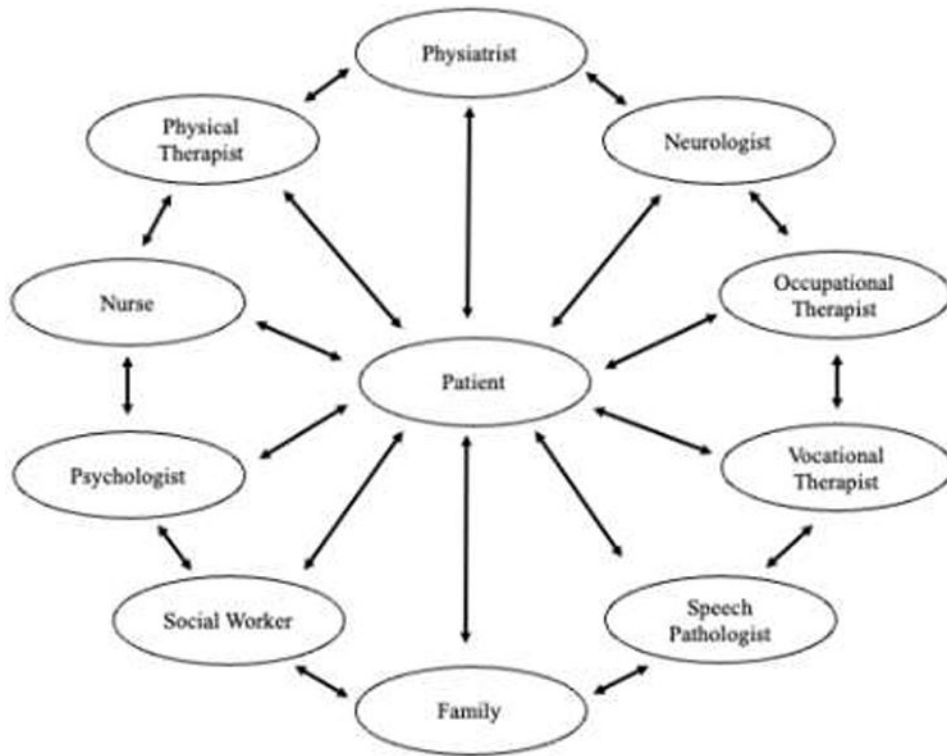 Physiatrist
Physical
Therapist
Neurologist
Nurse
Occupational
Therapist
Patient
Psychologist
Vocational
Therapist
Social Worker
Speech
Pathologist
Family